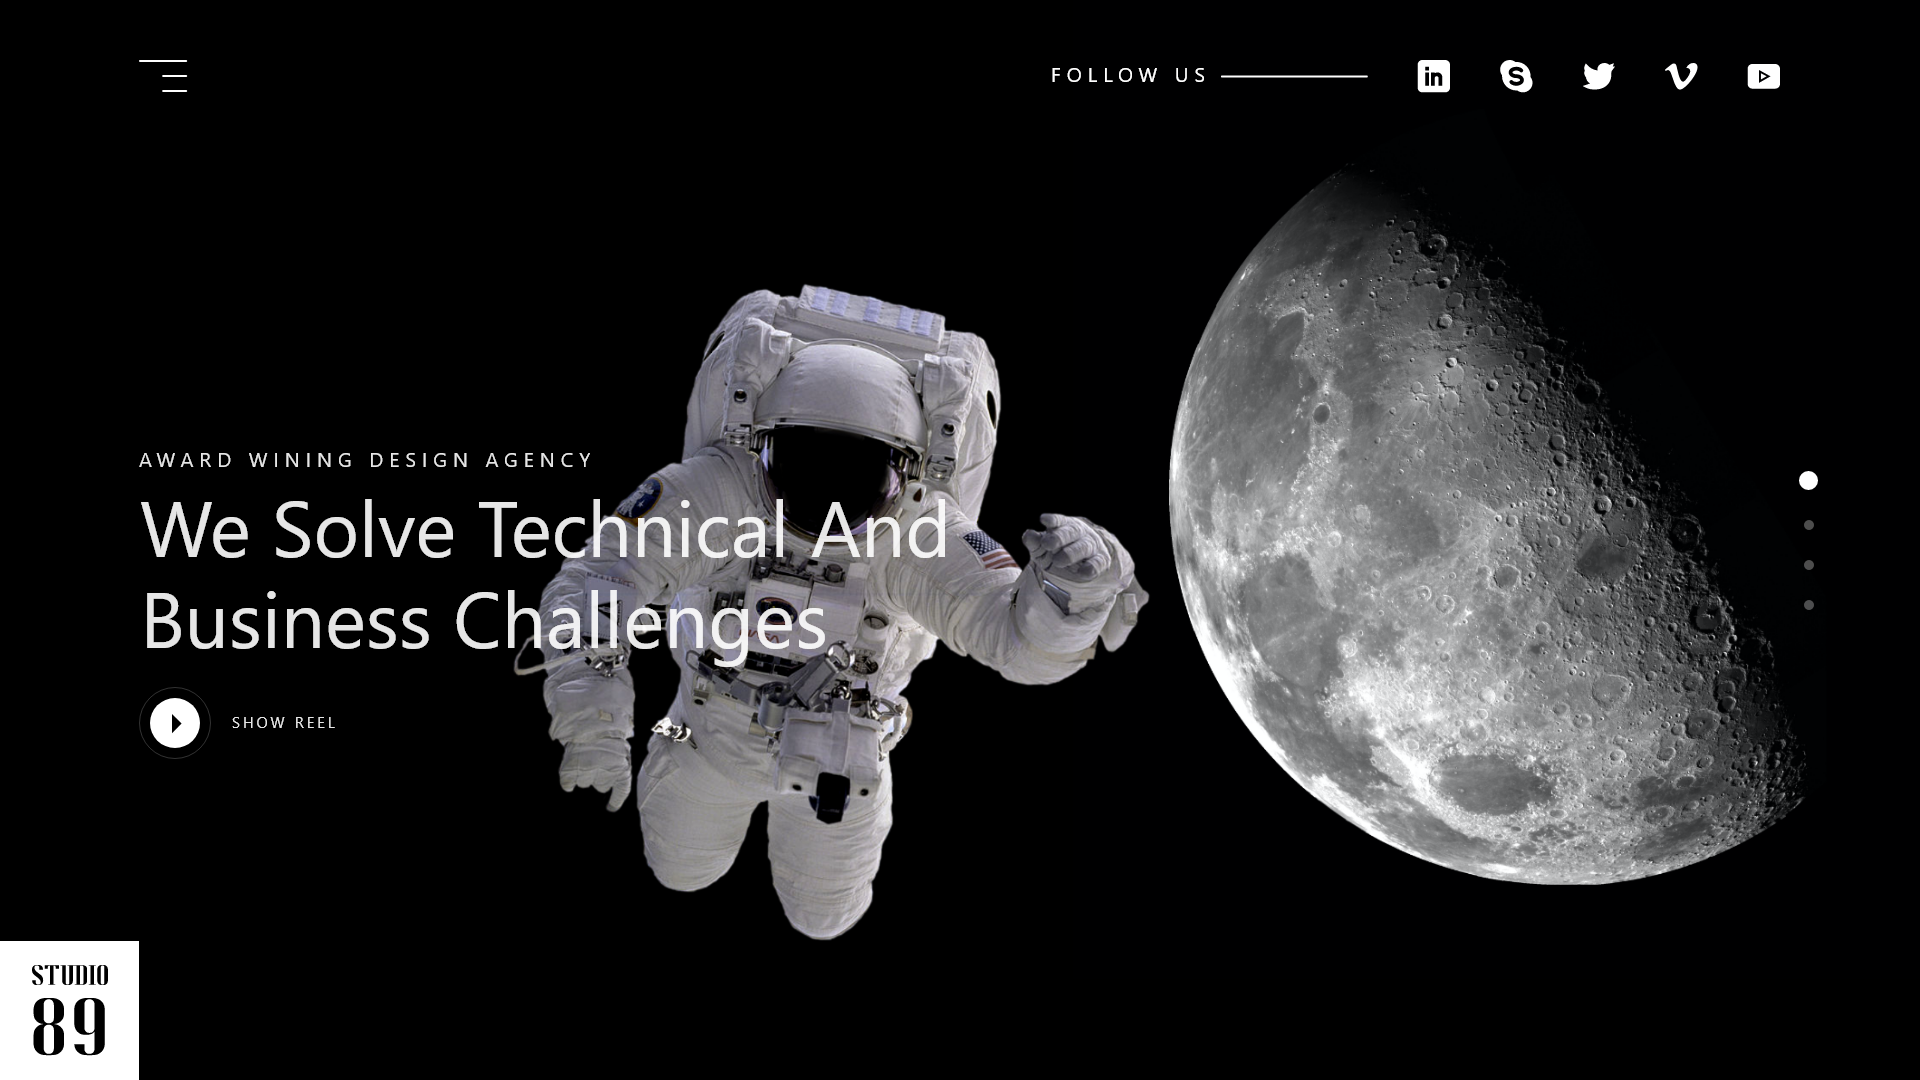 FOLLOW US
AWARD WINING DESIGN AGENCY
We Solve Technical And
Business Challenges
SHOW REEL
STUDIO
89